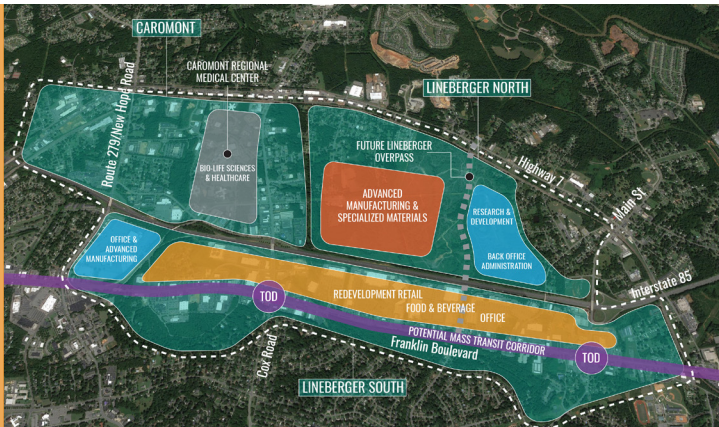 CAROMONT
CAROMONT REGIONAL
MEDICAL CENTER
LINEBERGER NORTH
Route 279/New Hope Road
FUTURE LINEBERGER
OVERPASS
Highway 7
BIO-LIFE SCIENCES
& HEALTHCARE
ADVANCED
MANUFACTURING &
SPECIALIZED MATERIALS
RESEARCH &
DEVELOPMENT
Main St
OFFICE &
ADVANCED
MANUFACTURING
BACK OFFICE
ADMINISTRATION
Interstate 85
TOD
REDEVELOPMENT RETAIL
FOOD & BEVERAGE
OFFICE
POTENTIAL MASS TRANSIT CORRIDOR
Franklin Boulevard
TOD
Cox Road
LINEBERGER SOUTH